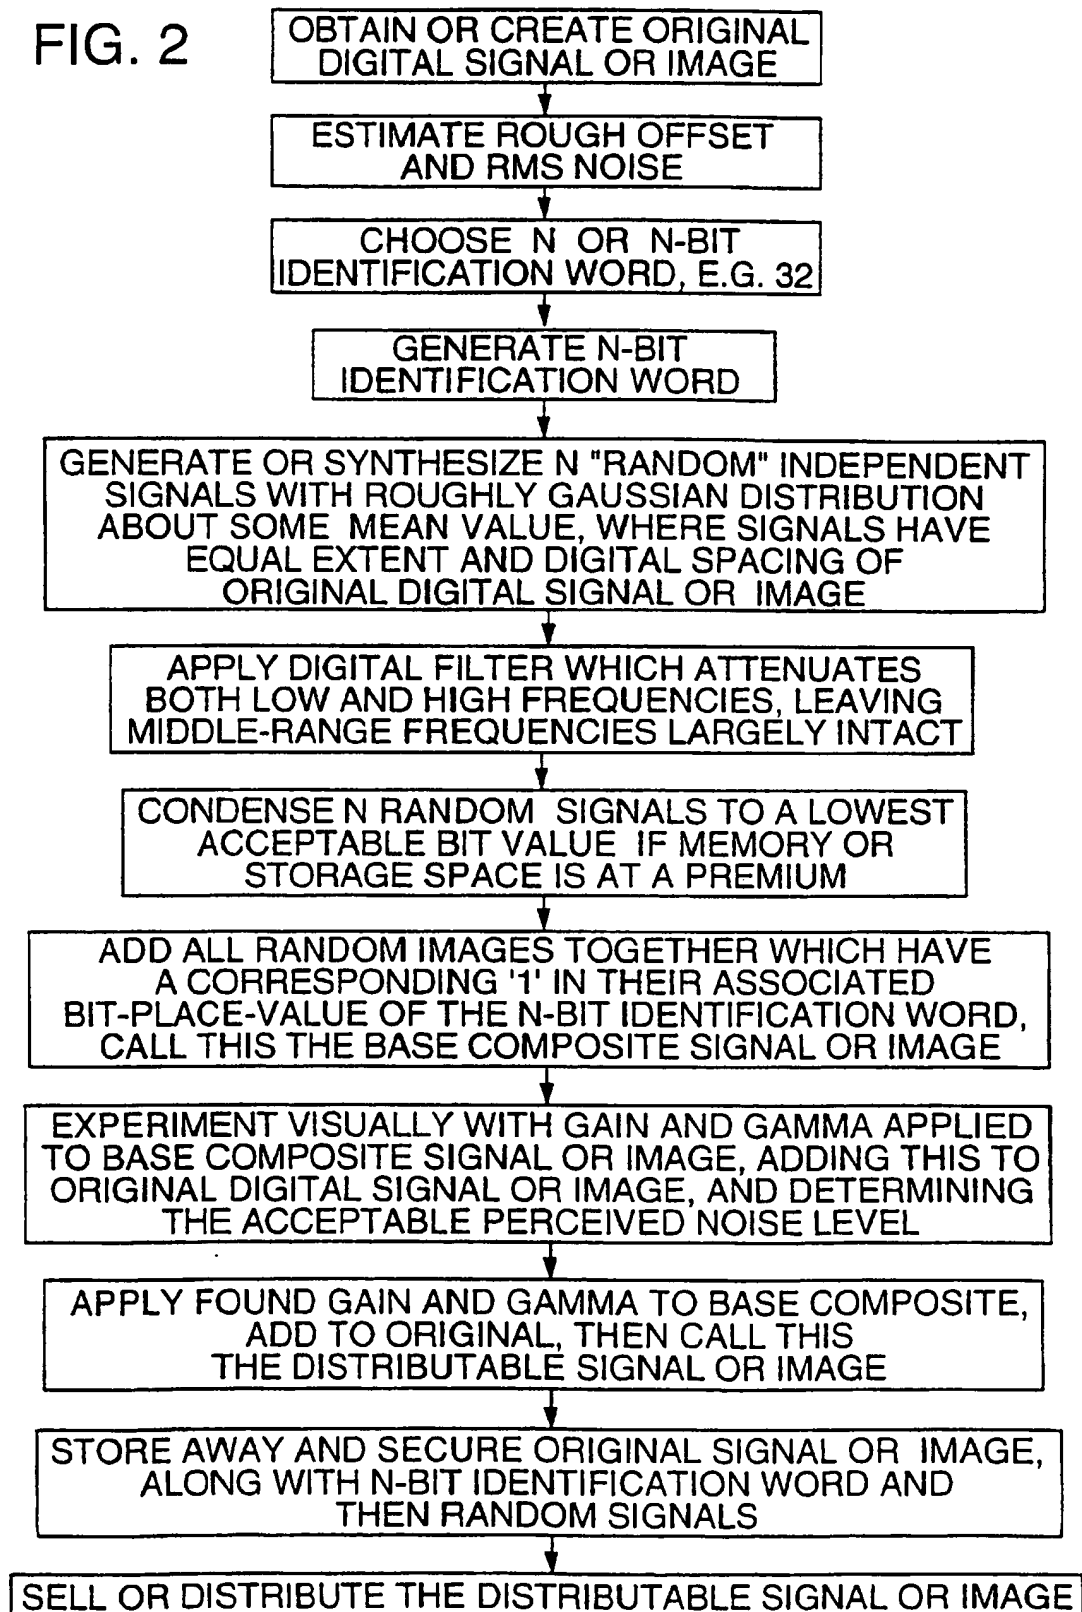 FIG. 2
OBTAIN OR CREATE ORIGINAL
DIGITAL SIGNAL OR IMAGE
ESTIMATE ROUGH OFFSET
AND RMS NOISE
CHOOSE N OR N-BIT
IDENTIFICATION WORD, E.G. 32
GENERATE N-BIT
IDENTIFICATION WORD
GENERATE OR SYNTHESIZE N "RANDOM" INDEPENDENT
SIGNALS WITH ROUGHLY GAUSSIAN DISTRIBUTION
ABOUT SOME MEAN VALUE, WHERE SIGNALS HAVE
EQUAL EXTENT AND DIGITAL SPACING OF
ORIGINAL DIGITAL SIGNAL OR IMAGE
APPLY DIGITAL FILTER WHICH ATTENUATES
BOTH LOW AND HIGH FREQUENCIES, LEAVING
MIDDLE-RANGE FREQUENCIES LARGELY INTACT
CONDENSE N RANDOM SIGNALS TO A LOWEST
ACCEPTABLE BIT VALUE IF MEMORY OR
STORAGE SPACE IS AT A PREMIUM
ADD ALL RANDOM IMAGES TOGETHER WHICH HAVE
A CORRESPONDING '1' IN THEIR ASSOCIATED
BIT-PLACE-VALUE OF THE N-BIT IDENTIFICATION WORD,
CALL THIS THE BASE COMPOSITE SIGNAL OR IMAGE
EXPERIMENT VISUALLY WITH GAIN AND GAMMA APPLIED
TO BASE COMPOSITE SIGNAL OR IMAGE, ADDING THIS TO
ORIGINAL DIGITAL SIGNAL OR IMAGE, AND DETERMINING
THE ACCEPTABLE PERCEIVED NOISE LEVEL
APPLY FOUND GAIN AND GAMMA TO BASE COMPOSITE,
ADD TO ORIGINAL, THEN CALL THIS
THE DISTRIBUTABLE SIGNAL OR IMAGE
STORE AWAY AND SECURE ORIGINAL SIGNAL OR IMAGE,
ALONG WITH N-BIT IDENTIFICATION WORD AND
THEN RANDOM SIGNALS
SELL OR DISTRIBUTE THE DISTRIBUTABLE SIGNAL OR IMAGE